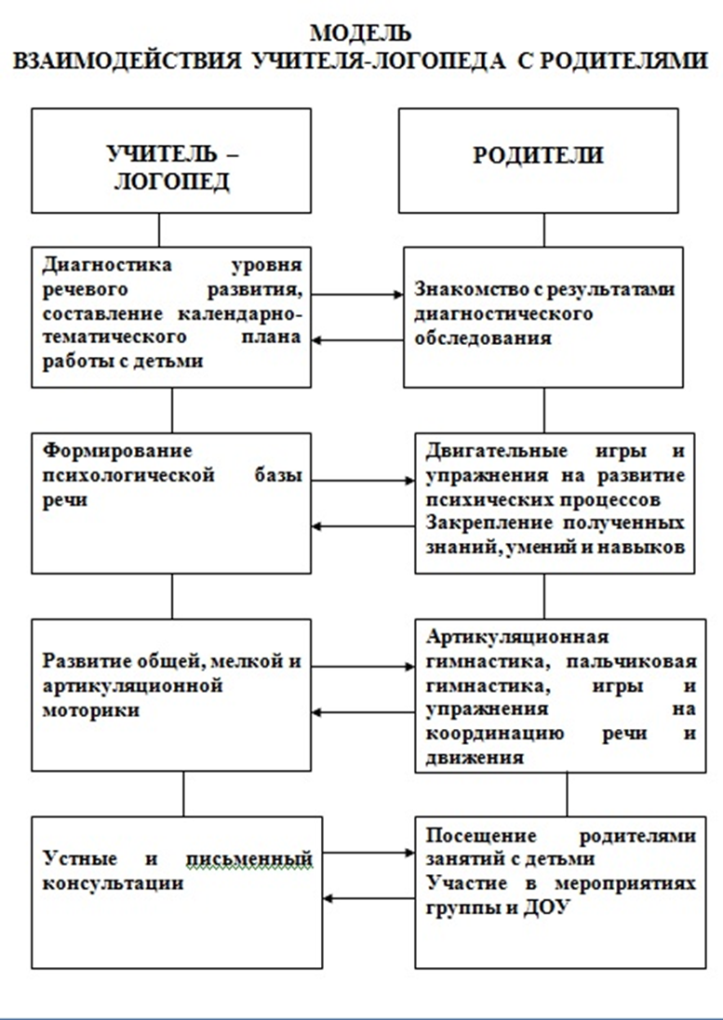 МОДЕЛЬ
ВЗАИМОДЕЙСТВИЯ УЧИТЕЛЯ-ЛОГОПЕДА С РОДИТЕЛЯМИ
УЧИТЕЛЬ –
ЛОГОПЕД
РОДИТЕЛИ
Диагностика уровня
речевого развития,
составление календарно-
тематического плана
работы с детьми
Знакомство с результатами
диагностического
обследования
Формирование
психологической базы
речи
Двигательные игры и
упражнения на развитие
психических процессов
Закрепление полученных
знаний, умений и навыков
Развитие общей, мелкой и
артикуляционной
моторики
Артикуляционная
гимнастика, пальчиковая
гимнастика, игры и
упражнения на
координацию речи и
движения
Устные и письменный
консультации
Посещение родителями
занятий с детьми
Участие в мероприятиях
группы и ДОУ